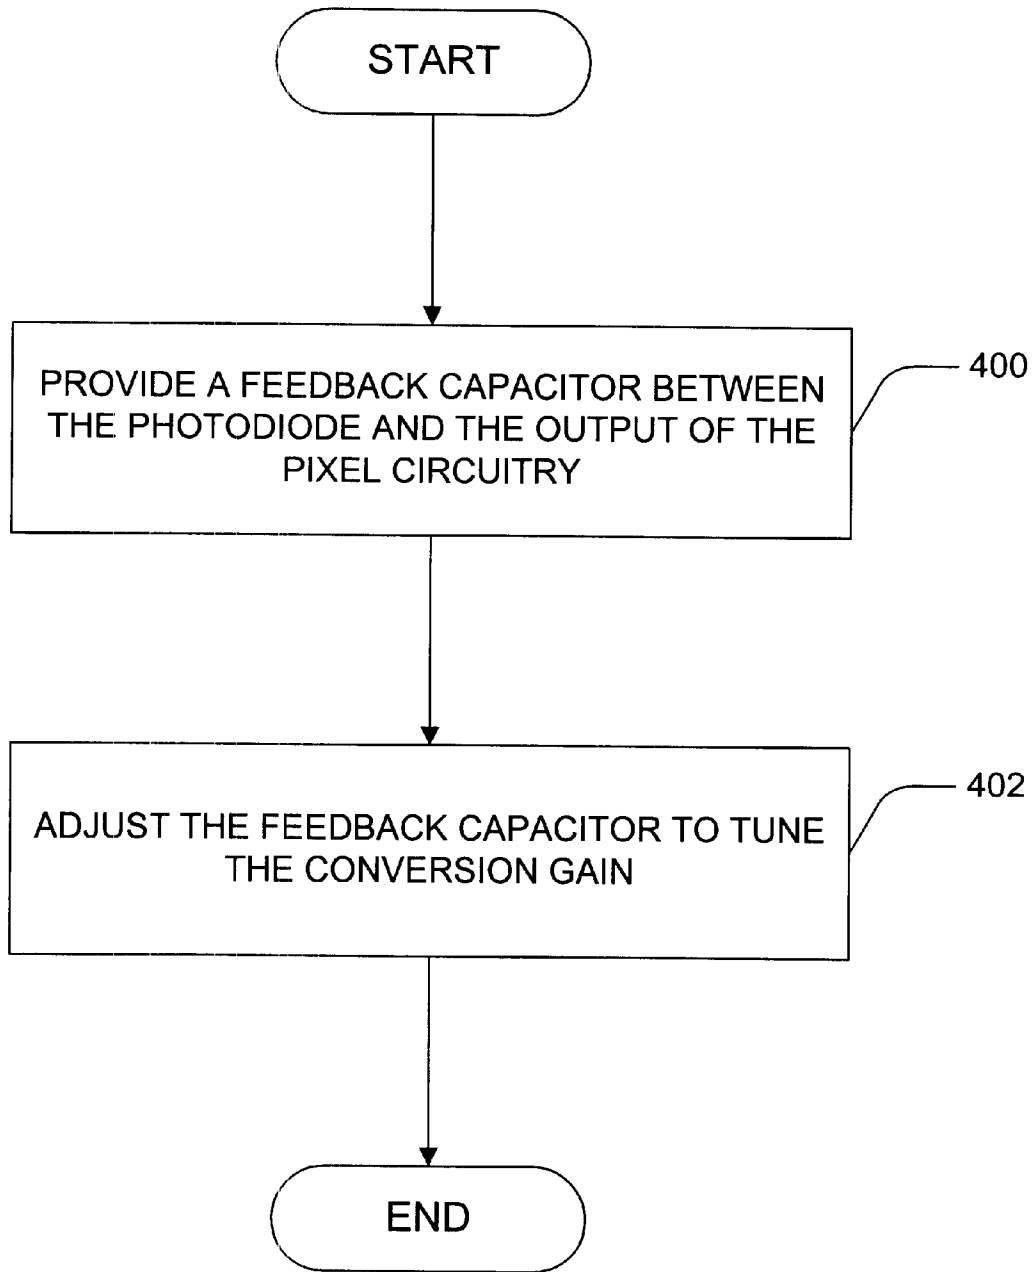 START
PROVIDE A FEEDBACK CAPACITOR BETWEEN
THE PHOTODIODE AND THE OUTPUT OF THE
PIXEL CIRCUITRY
400
ADJUST THE FEEDBACK CAPACITOR TO TUNE
THE CONVERSION GAIN
402
END